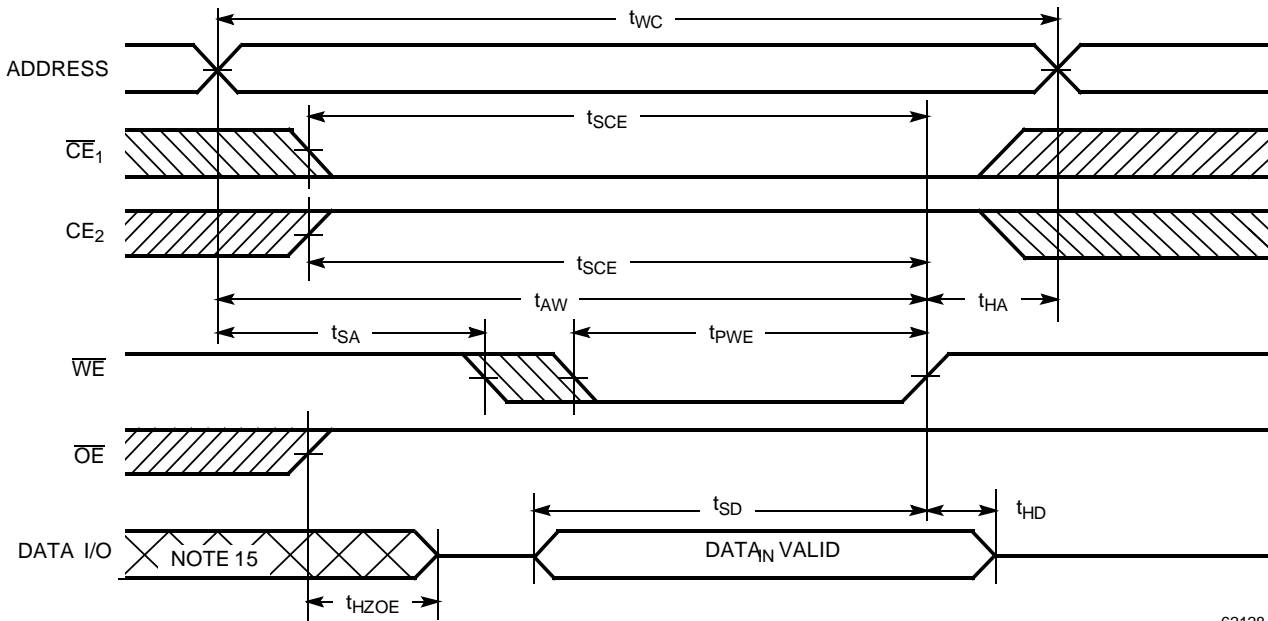 tWC
ADDRESS
tSCE
CE1
CE2
tSCE
tAW
tHA
tSA
tPWE
WE
OE
tSD
tHD
DATA I/O
NOTE 15
DATAIN VALID
tHZOE